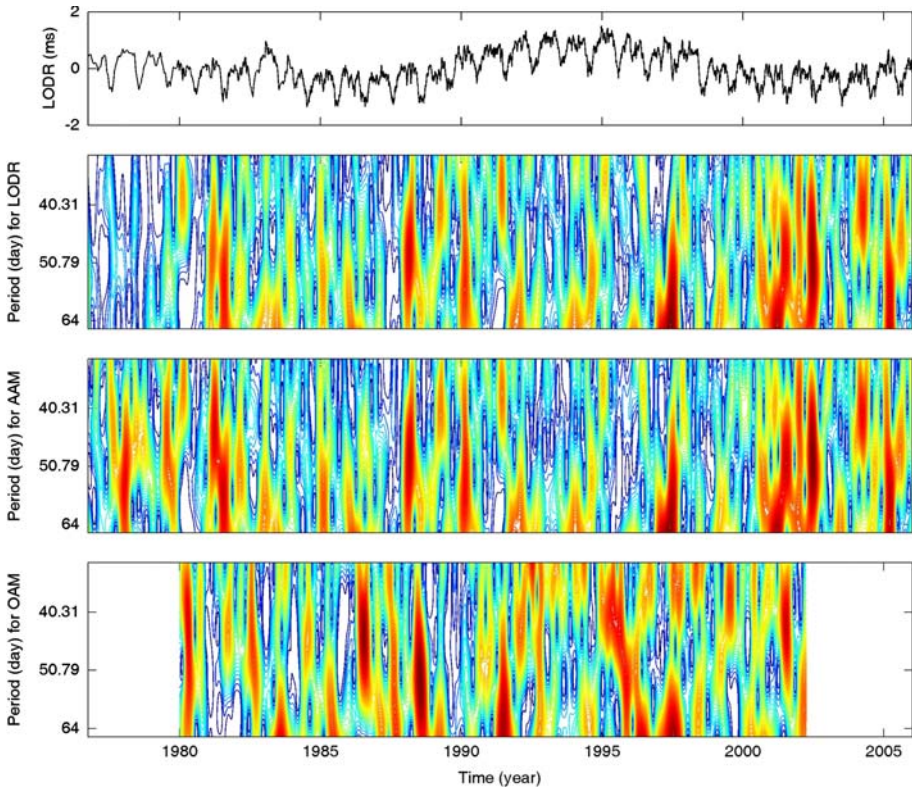 2
0
-2
LODR (ms)
40.31
50.79
64
Period (day) for LODR
40.31
50.79
64
Period (day) for AAM
40.31
50.79
64
Period (day) for OAM
1980 1985 1990 1995 2000 2005
Time (year)